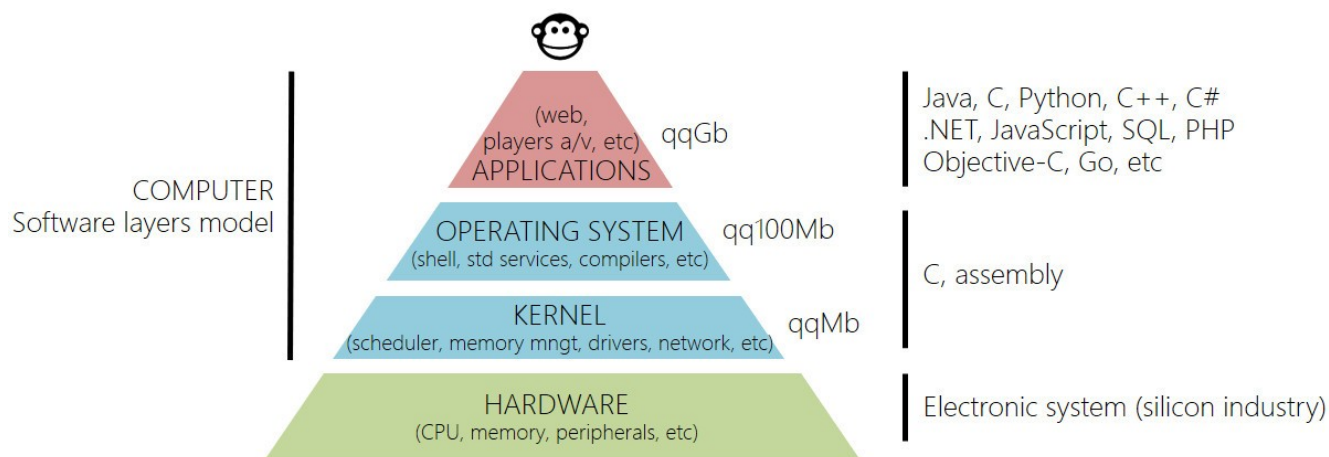 COMPUTER
Software layers model
(web,
players a/v, etc)
APPLICATIONS
qqGb
OPERATING SYSTEM
(shell, std services, compilers, etc)
qq100Mb
KERNEL
(scheduler, memory mngt, drivers, network, etc)
qqMb
HARDWARE
(CPU, memory, peripherals, etc)
Java, C, Python, C++, C#
.NET, JavaScript, SQL, PHP
Objective-C, Go, etc
C, assembly
Electronic system (silicon industry)